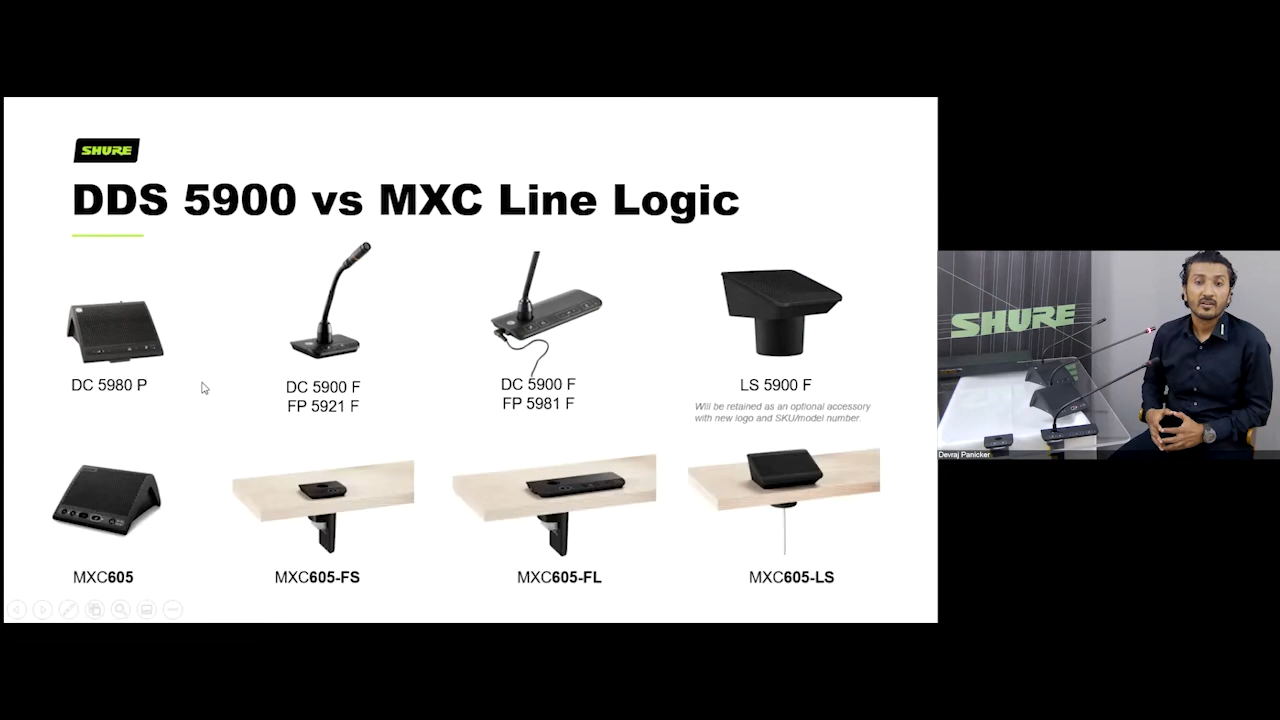 SHURE
DDS 5900 vs MXC Line Logic
DC 5980 P
DC 5900 F
FP 5921 F
DC 5900 F
FP 5981 F
LS 5900 F
Will be retained as an optional accessory
with new logo and SKU/model number.
MXC605
MXC605-FS
MXC605-FL
MXC605-LS
SHURE
Devraj Panicker